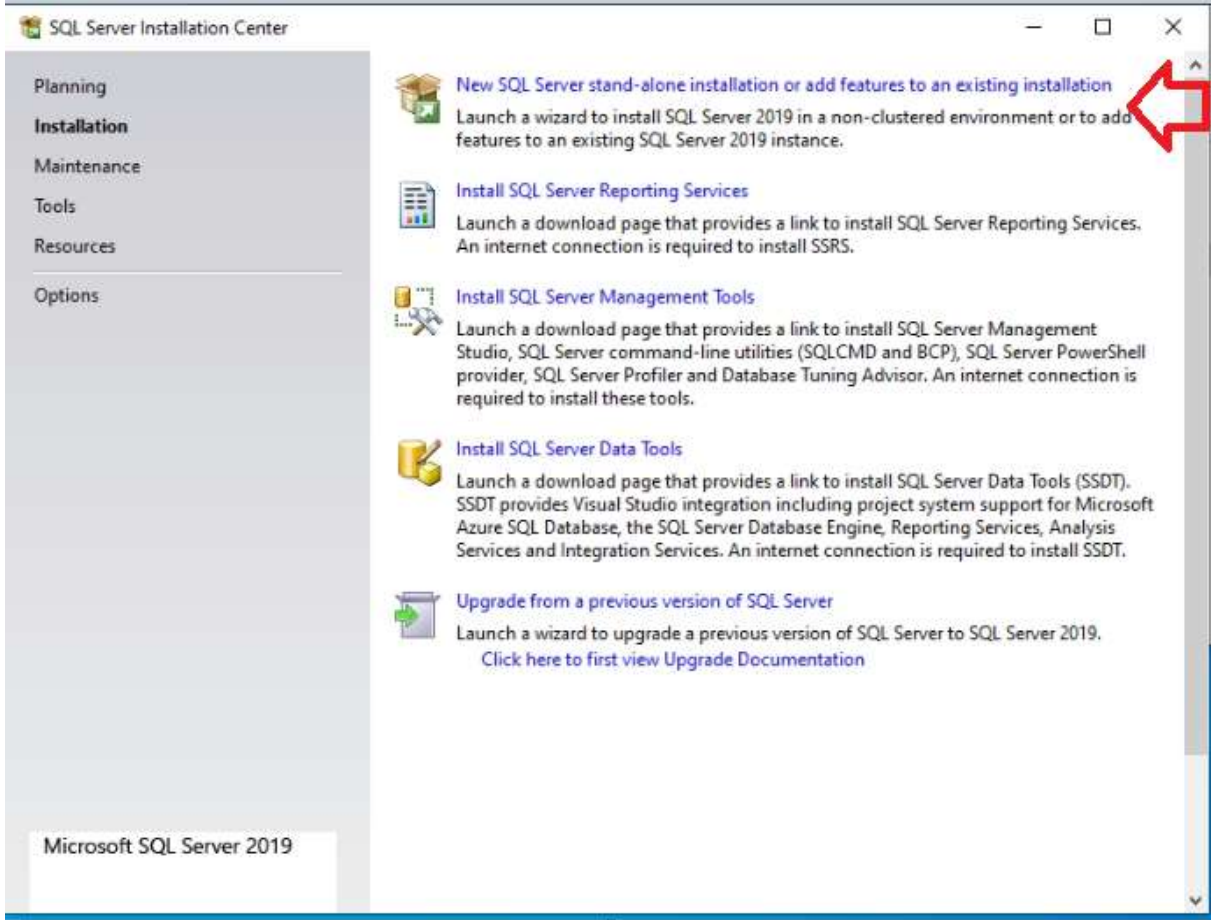 SQL Server Installation Center
Planning
Installation
Maintenance
Tools
Resources
Options
Microsoft SQL Server 2019
New SQL Server stand-alone installation or add features to an existing installation
Launch a wizard to install SQL Server 2019 in a non-clustered environment or to add
features to an existing SQL Server 2019 instance.
Install SQL Server Reporting Services
Launch a download page that provides a link to install SQL Server Reporting Services.
An internet connection is required to install SSRS.
Install SQL Server Management Tools
Launch a download page that provides a link to install SQL Server Management
Studio, SQL Server command-line utilities (SQLCMD and BCP), SQL Server PowerShell
provider, SQL Server Profiler and Database Tuning Advisor. An internet connection is
required to install these tools.
Install SQL Server Data Tools
Launch a download page that provides a link to install SQL Server Data Tools (SSDT).
SSDT provides Visual Studio integration including project system support for Microsoft
Azure SQL Database, the SQL Server Database Engine, Reporting Services, Analysis
Services and Integration Services. An internet connection is required to install SSDT.
Upgrade from a previous version of SQL Server
Launch a wizard to upgrade a previous version of SQL Server to SQL Server 2019.
Click here to first view Upgrade Documentation